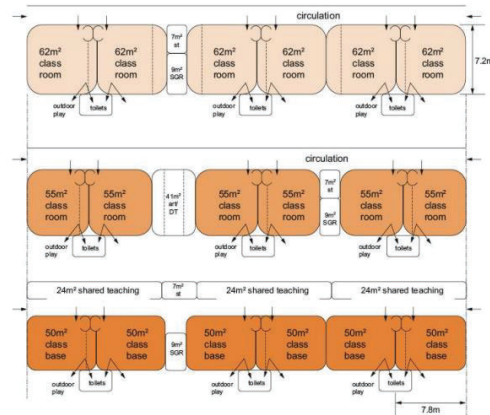 circulation
62m²
class
room
62m²
class
room
7m²
st
9m²
SGR
62m²
class
room
62m²
class
room
62m²
class
room
62m²
class
room
7.2m
outdoor
play
toilets
outdoor
play
toilets
outdoor
play
toilets
circulation
55m²
class
room
55m²
class
room
41m²
art/
DT
55m²
class
room
55m²
class
room
7m²
st
9m²
SGR
55m²
class
room
55m²
class
room
outdoor
play
toilets
outdoor
play
toilets
outdoor
play
toilets
24m² shared teaching
7m²
st
24m² shared teaching
24m² shared teaching
50m²
class
base
50m²
class
base
9m²
SGR
50m²
class
base
50m²
class
base
50m²
class
base
50m²
class
base
outdoor
play
toilets
outdoor
play
toilets
outdoor
play
toilets
7.8m